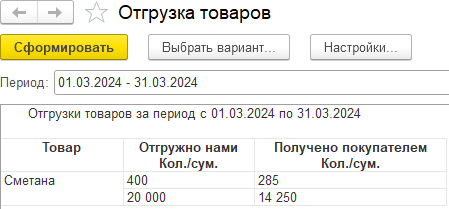 Отгрузка товаров
Сформировать Выбрать вариант... Настройки...
Период: 01.03.2024 - 31.03.2024
Отгрузки товаров за период с 01.03.2024 по 31.03.2024
Товар Отгружно нами Получено покупателем
Кол./сум. Кол./сум.
Сметана 400 285
20 000 14 250